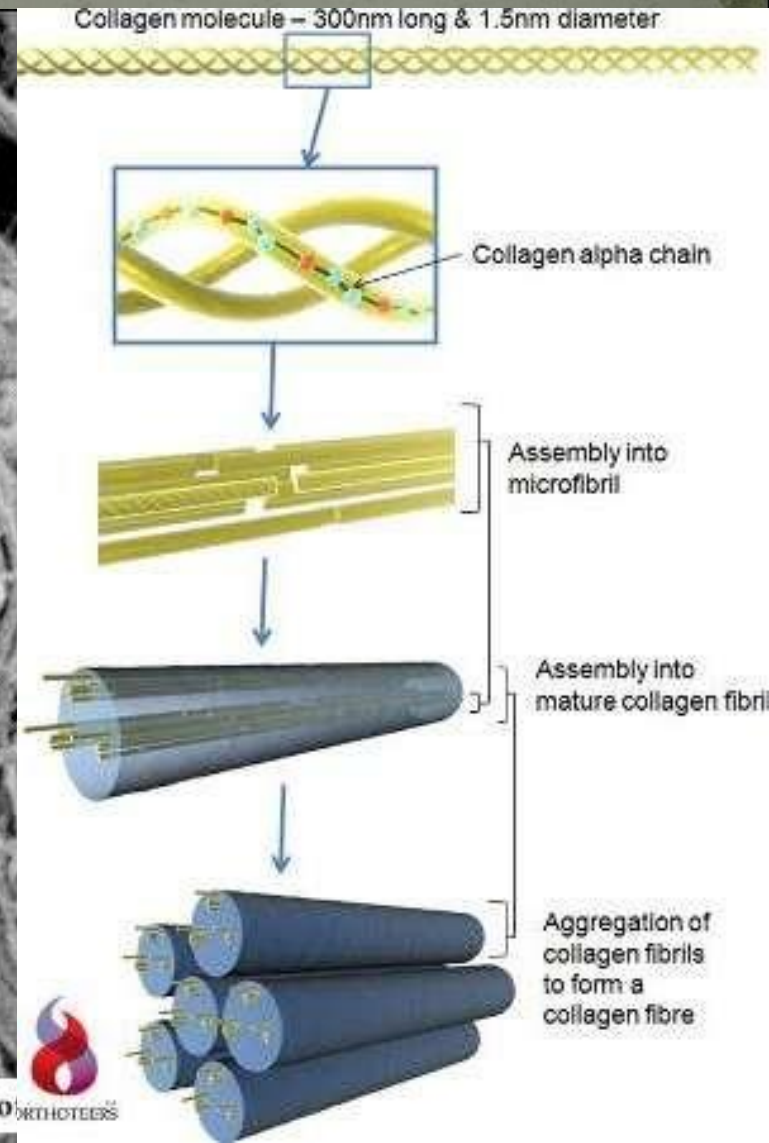 Collagen molecule – 300nm long & 1.5nm diameter
Collagen alpha chain
Assembly into
microfibril
Assembly into
mature collagen fibril
Aggregation of
collagen fibrils
to form a
collagen fibre
ORTHOTEERS